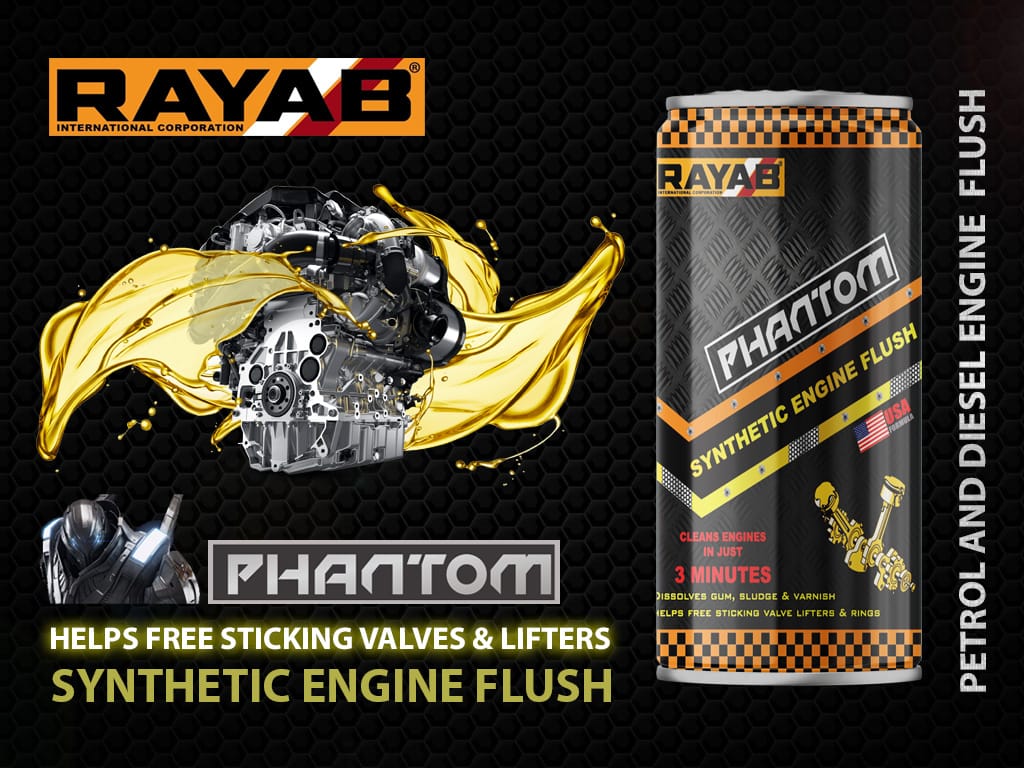 RAYAB®
INTERNATIONAL CORPORATION
PHANTOM
HELPS FREE STICKING VALVES & LIFTERS
SYNTHETIC ENGINE FLUSH
RAYAB
INTERNATIONAL CORPORATION
PHANTOM
SYNTHETIC ENGINE FLUSH
USA
FORMULA
CLEANS ENGINES
IN JUST
3 MINUTES
DISSOLVES GUM, SLUDGE & VARNISH
HELPS FREE STICKING VALVE LIFTERS & RINGS
PETROL AND DIESEL ENGINE FLUSH